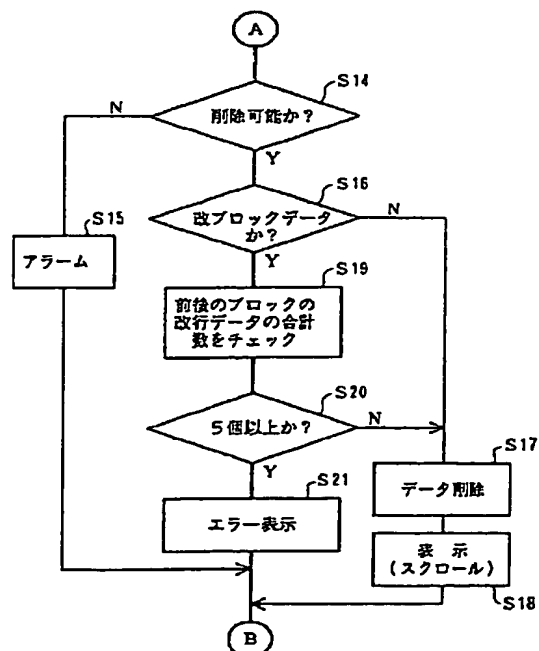 A
S14
削除可能か?
N
Y
S16
改ブロックデータ
か?
N
Y
S15
アラーム
S19
前後のブロックの
改行データの合計
数をチェック
S20
5個以上か?
N
Y
S17
データ削除
S21
エラー表示
表 示
(スクロール)
S18
B